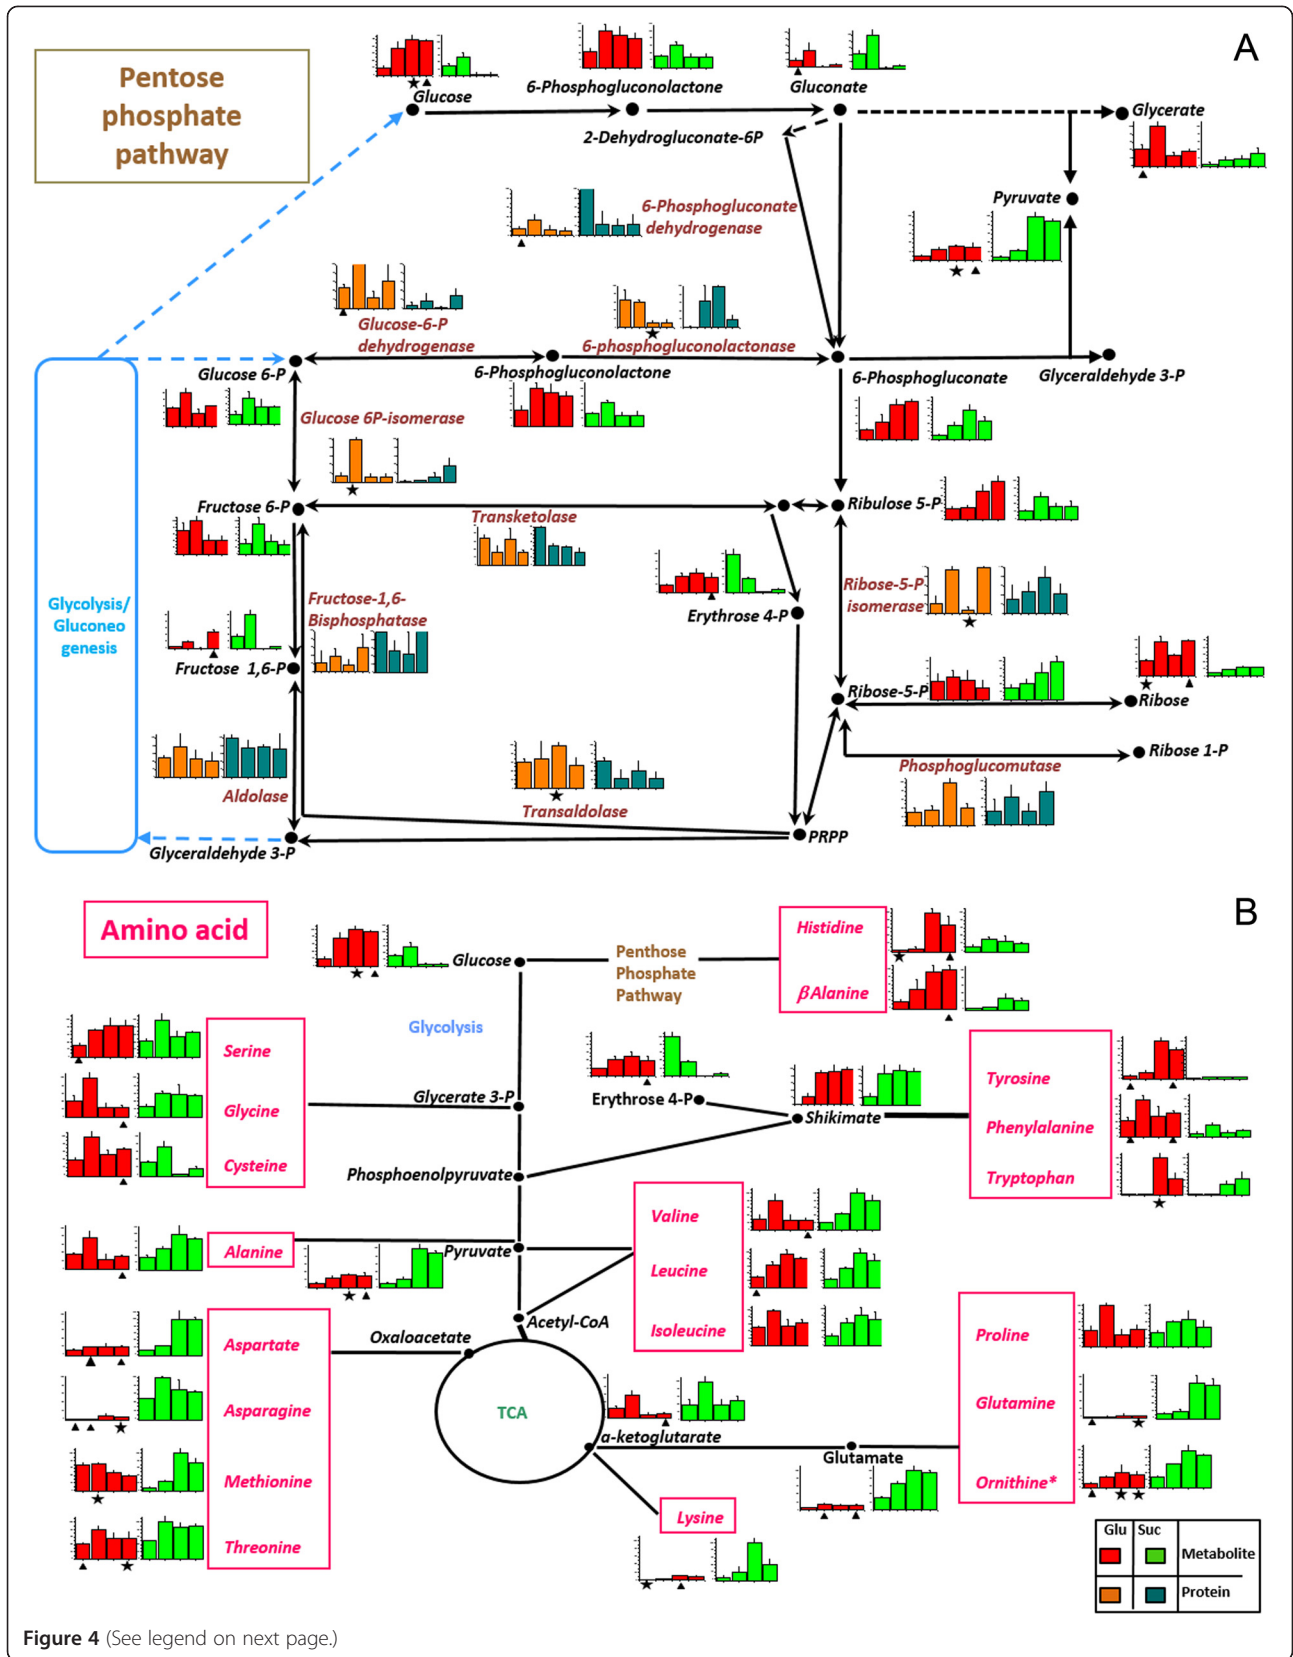 A
Pentose
phosphate
pathway
Glucose
6-Phosphogluconolactone
Gluconate
2-Dehydrogluconate-6P
Glycerate
6-Phosphogluconate
dehydrogenase
Pyruvate
Glucose-6-P
dehydrogenase
6-phosphogluconolactonase
Glucose 6-P
6-Phosphogluconolactone
6-Phosphogluconate
Glyceraldehyde 3-P
Glucose 6P-isomerase
Fructose 6-P
Transketolase
Ribulose 5-P
Glycolysis/
Gluconeo
genesis
Fructose-1,6-
Bisphosphatase
Erythrose 4-P
Ribose-5-P
isomerase
Fructose 1,6-P
Ribose-5-P
Ribose
Ribose 1-P
Aldolase
Transaldolase
Phosphoglucomutase
Glyceraldehyde 3-P
PRPP
B
Amino acid
Glucose
Penthose
Phosphate
Pathway
Histidine
βAlanine
Glycolysis
Serine
Glycine
Cysteine
Glycerate 3-P
Erythrose 4-P
Shikimate
Tyrosine
Phenylalanine
Tryptophan
Phosphoenolpyruvate
Alanine
Pyruvate
Valine
Leucine
Isoleucine
Acetyl-CoA
Oxaloacetate
Aspartate
Asparagine
Methionine
Threonine
TCA
a-ketoglutarate
Glutamate
Proline
Glutamine
Ornithine*
Lysine
Glu Suc
Metabolite
Protein
Figure 4 (See legend on next page.)